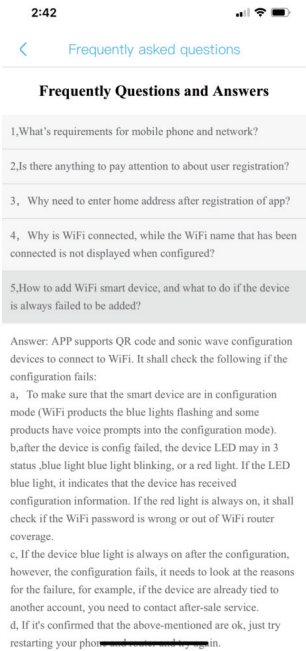 2:42
Frequently asked questions
Frequently Questions and Answers
1,What's requirements for mobile phone and network?
2,Is there anything to pay attention to about user registration?
3，Why need to enter home address after registration of app?
4，Why is WiFi connected, while the WiFi name that has been
connected is not displayed when configured?
5,How to add WiFi smart device, and what to do if the device
is always failed to be added?
Answer: APP supports QR code and sonic wave configuration
devices to connect to WiFi. It shall check the following if the
configuration fails:
a，To make sure that the smart device are in configuration
mode (WiFi products the blue lights flashing and some
products have voice prompts into the configuration mode).
b,after the device is config failed, the device LED may in 3
status ,blue light blue light blinking, or a red light. If the LED
blue light, it indicates that the device has received
configuration information. If the red light is always on, it shall
check if the WiFi password is wrong or out of WiFi router
coverage.
c, If the device blue light is always on after the configuration,
however, the configuration fails, it needs to look at the reasons
for the failure, for example, if the device are already tied to
another account, you need to contact after-sale service.
d, If it's confirmed that the above-mentioned are ok, just try
restarting your phone and router and try again.